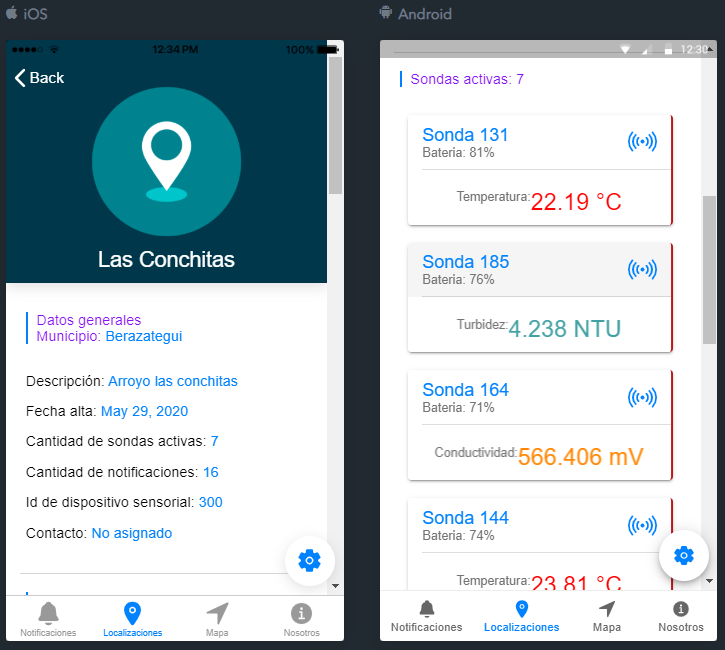 iOS
12:34 PM 100%
Back
Las Conchitas
Datos generales
Municipio: Berazategui
Descripción: Arroyo las conchitas
Fecha alta: May 29, 2020
Cantidad de sondas activas: 7
Cantidad de notificaciones: 16
Id de dispositivo sensorial: 300
Contacto: No asignado
Notificaciones Localizaciones Mapa Nosotros
Android
12:30
Sondas activas: 7
Sonda 131
Bateria: 81%
Temperatura: 22.19 °C
Sonda 185
Bateria: 76%
Turbidez: 4.238 NTU
Sonda 164
Bateria: 71%
Conductividad: 566.406 mV
Sonda 144
Bateria: 74%
Temperatura: 23.81 °C
Notificaciones Localizaciones Mapa Nosotros